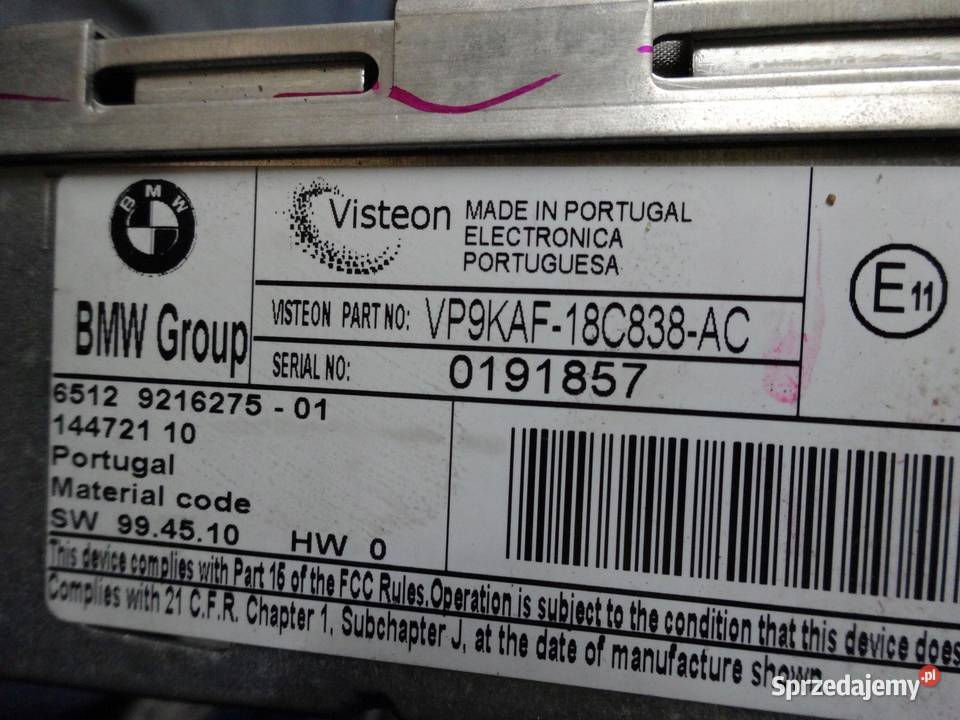 BMW
BMW Group
Visteon
MADE IN PORTUGAL
ELECTRONICA
PORTUGUESA
VISTEON PART NO: VP9KAF-18C838-AC
SERIAL NO: 0191857
E11
6512 9216275 - 01
144721 10
Portugal
Material code
SW 99.45.10 HW 0
This device complies with Part 15 of the FCC Rules.Operation is subject to the condition that this device does
Complies with 21 C.F.R. Chapter 1, Subchapter J, at the date of manufacture shown
Sprzedajemy.pl